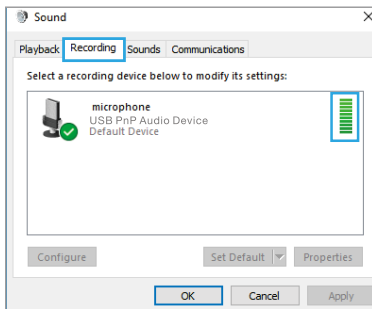 Sound
Playback Recording Sounds Communications
Select a recording device below to modify its settings:
microphone
USB PnP Audio Device
Default Device
Configure Set Default Properties
OK Cancel Apply